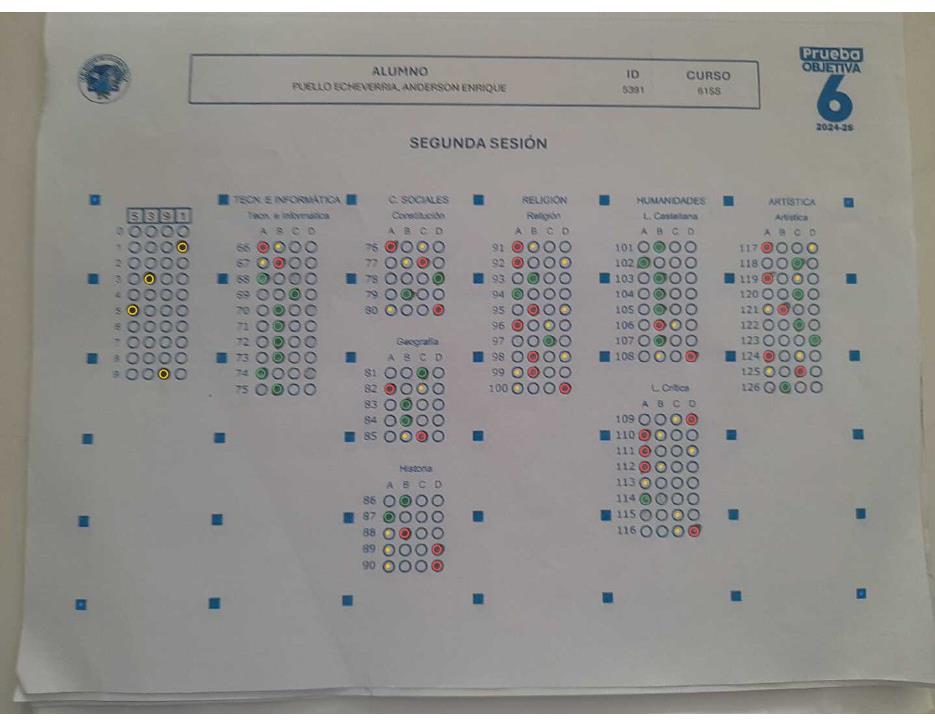 ALUMNO
PUELLO ECHEVERRIA, ANDERSON ENRIQUE
ID
5391
CURSO
61SS
Prueba
OBJETIVA
6
2024-25
SEGUNDA SESIÓN
5 3 9 1
0
1
2
3
4
5
6
7
8
9
TECN. E INFORMÁTICA
Tecn. e Informática
A B C D
66
67
68
69
70
71
72
73
74
75
C. SOCIALES
Constitución
A B C D
76
77
78
79
80
Geografía
A B C D
81
82
83
84
85
Historia
A B C D
86
87
88
89
90
RELIGIÓN
Religión
A B C D
91
92
93
94
95
96
97
98
99
100
HUMANIDADES
L. Castellana
A B C D
101
102
103
104
105
106
107
108
L. Crítica
A B C D
109
110
111
112
113
114
115
116
ARTÍSTICA
Artística
A B C D
117
118
119
120
121
122
123
124
125
126